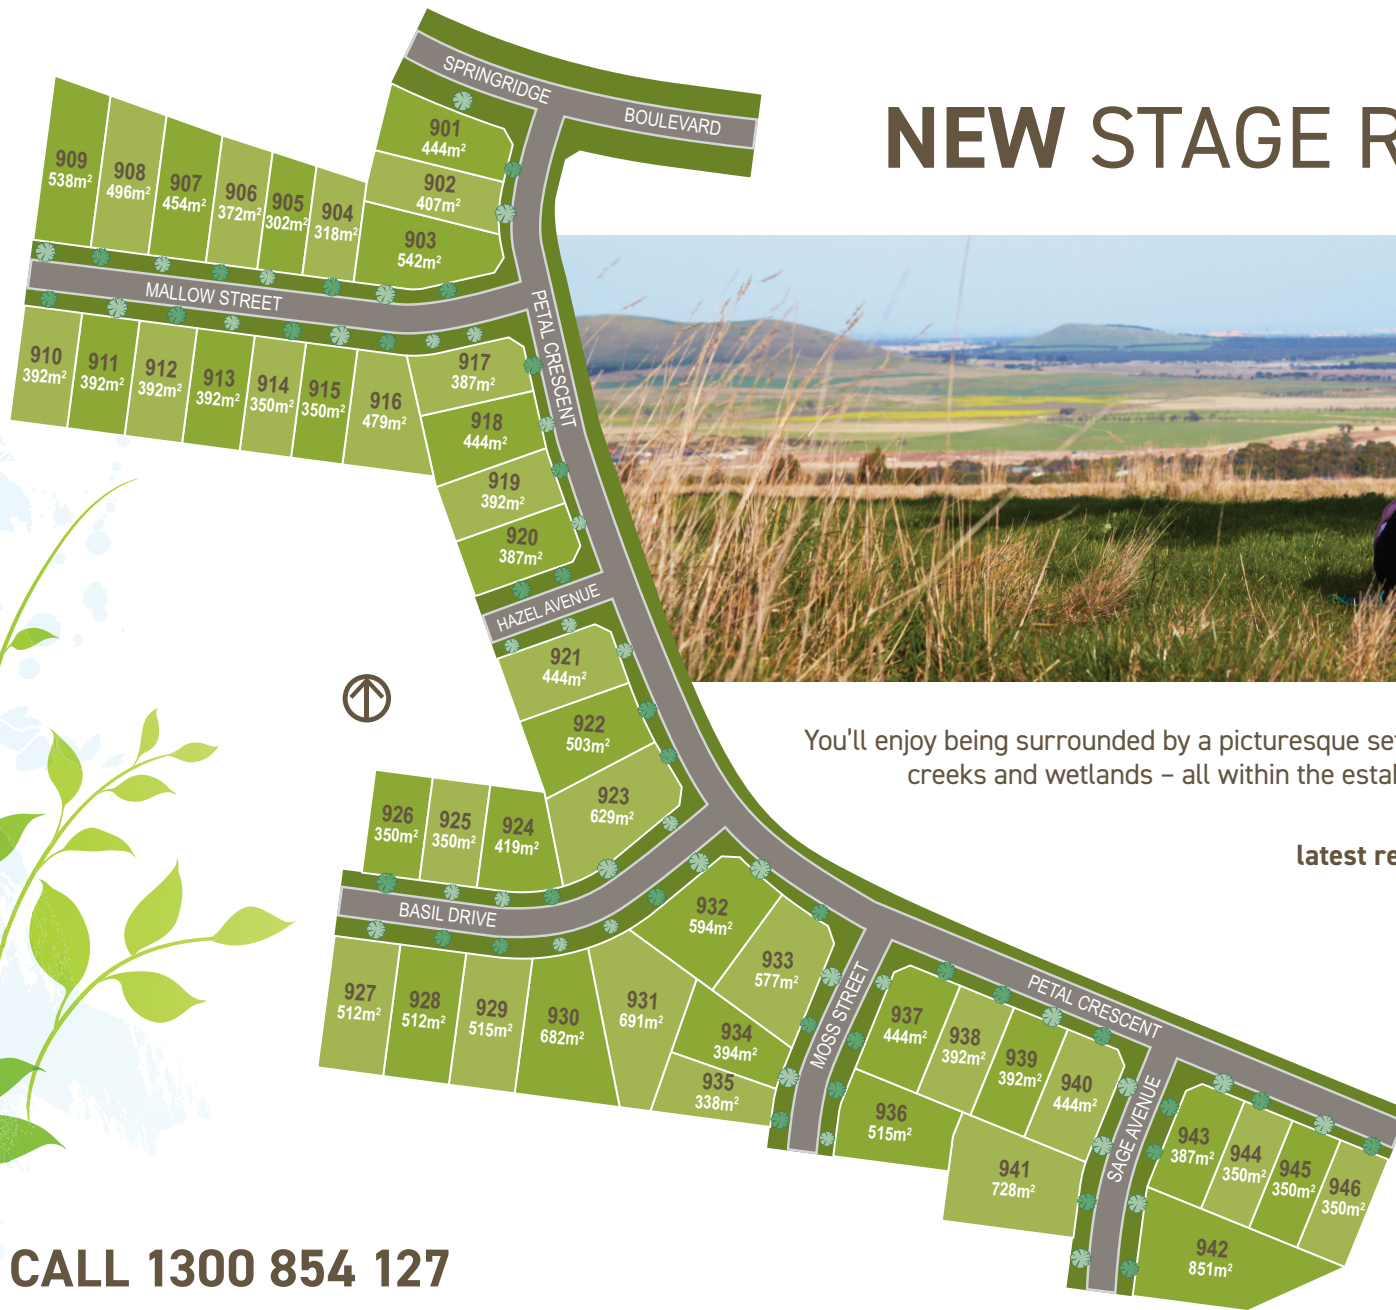 SPRINGRIDGE BOULEVARD
NEW STAGE R
901
444m²
902
407m²
903
542m²
909
538m²
908
496m²
907
454m²
906
372m²
905
302m²
904
318m²
MALLOW STREET
PETAL CRESCENT
910
392m²
911
392m²
912
392m²
913
392m²
914
350m²
915
350m²
916
479m²
917
387m²
918
444m²
919
392m²
920
387m²
HAZEL AVENUE
921
444m²
922
503m²
923
629m²
You'll enjoy being surrounded by a picturesque se
creeks and wetlands – all within the estal
latest re
926
350m²
925
350m²
924
419m²
BASIL DRIVE
927
512m²
928
512m²
929
515m²
930
682m²
931
691m²
932
594m²
933
577m²
934
394m²
935
338m²
MOSS STREET
PETAL CRESCENT
937
444m²
938
392m²
939
392m²
940
444m²
936
515m²
941
728m²
SAGE AVENUE
943
387m²
944
350m²
945
350m²
946
350m²
942
851m²
CALL 1300 854 127